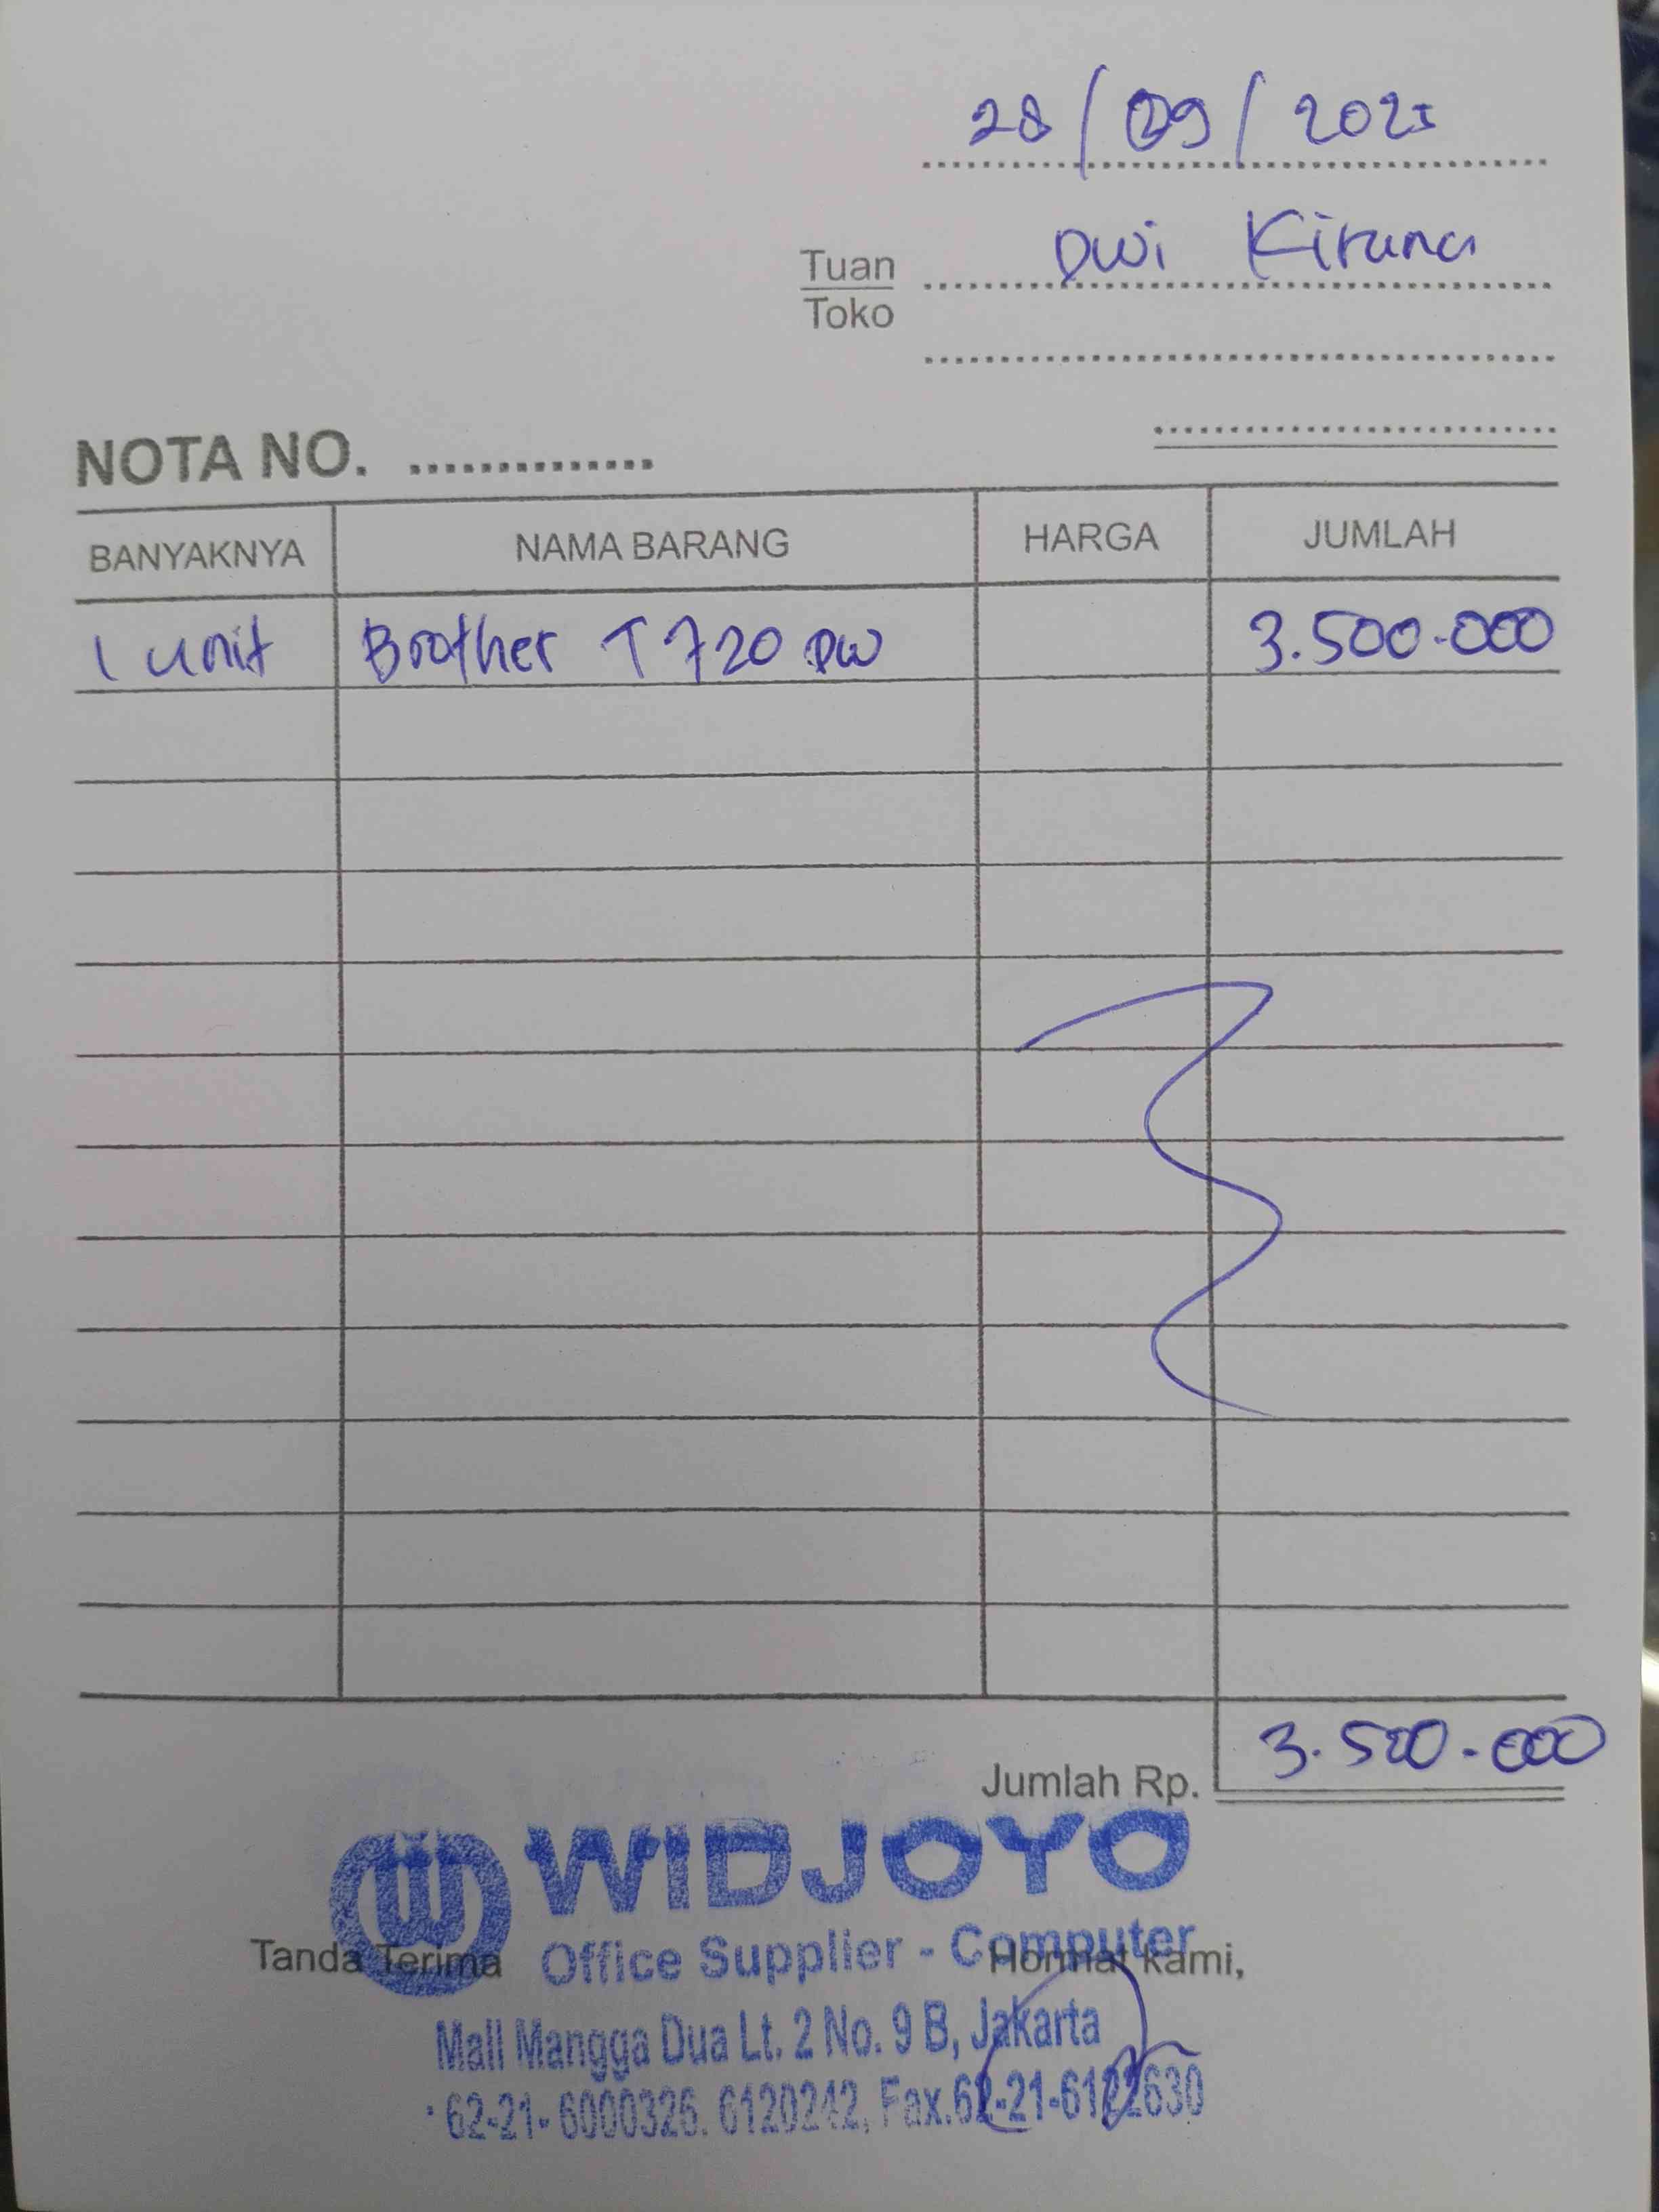 28/09/2025
Tuan Dwi Kirana
Toko
NOTA NO. ..............
BANYAKNYA NAMA BARANG HARGA JUMLAH
1 unit Brother T720 DW 3.500.000
Jumlah Rp. 3.500.000
WIDJOYO
Tanda Terima Office Supplier - Computer Hormat kami,
Mall Mangga Dua Lt. 2 No. 9 B, Jakarta
62-21- 6000326. 6120242, Fax.62-21-6122630